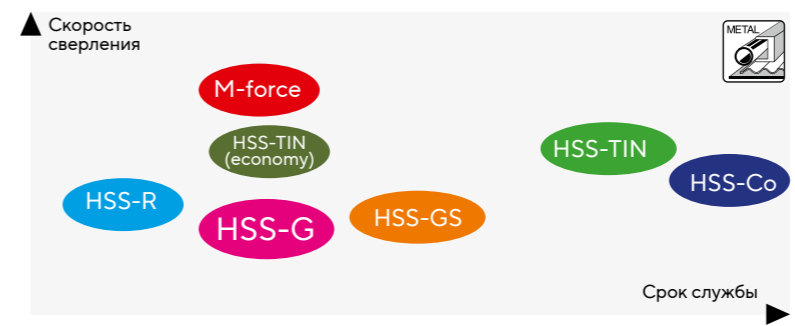 Скорость
сверления
METAL
M-force
HSS-TIN
(economy)
HSS-TIN
HSS-Co
HSS-R
HSS-G
HSS-GS
Срок службы